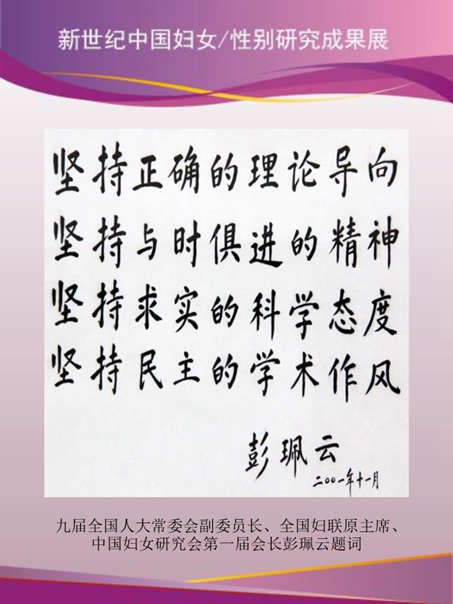 新世纪中国妇女/性别研究成果展
坚持正确的理论导向
坚持与时俱进的精神
坚持求实的科学态度
坚持民主的学术作风
彭珮云
二〇〇一年十一月
九届全国人大常委会副委员长、全国妇联原主席、
中国妇女研究会第一届会长彭珮云题词